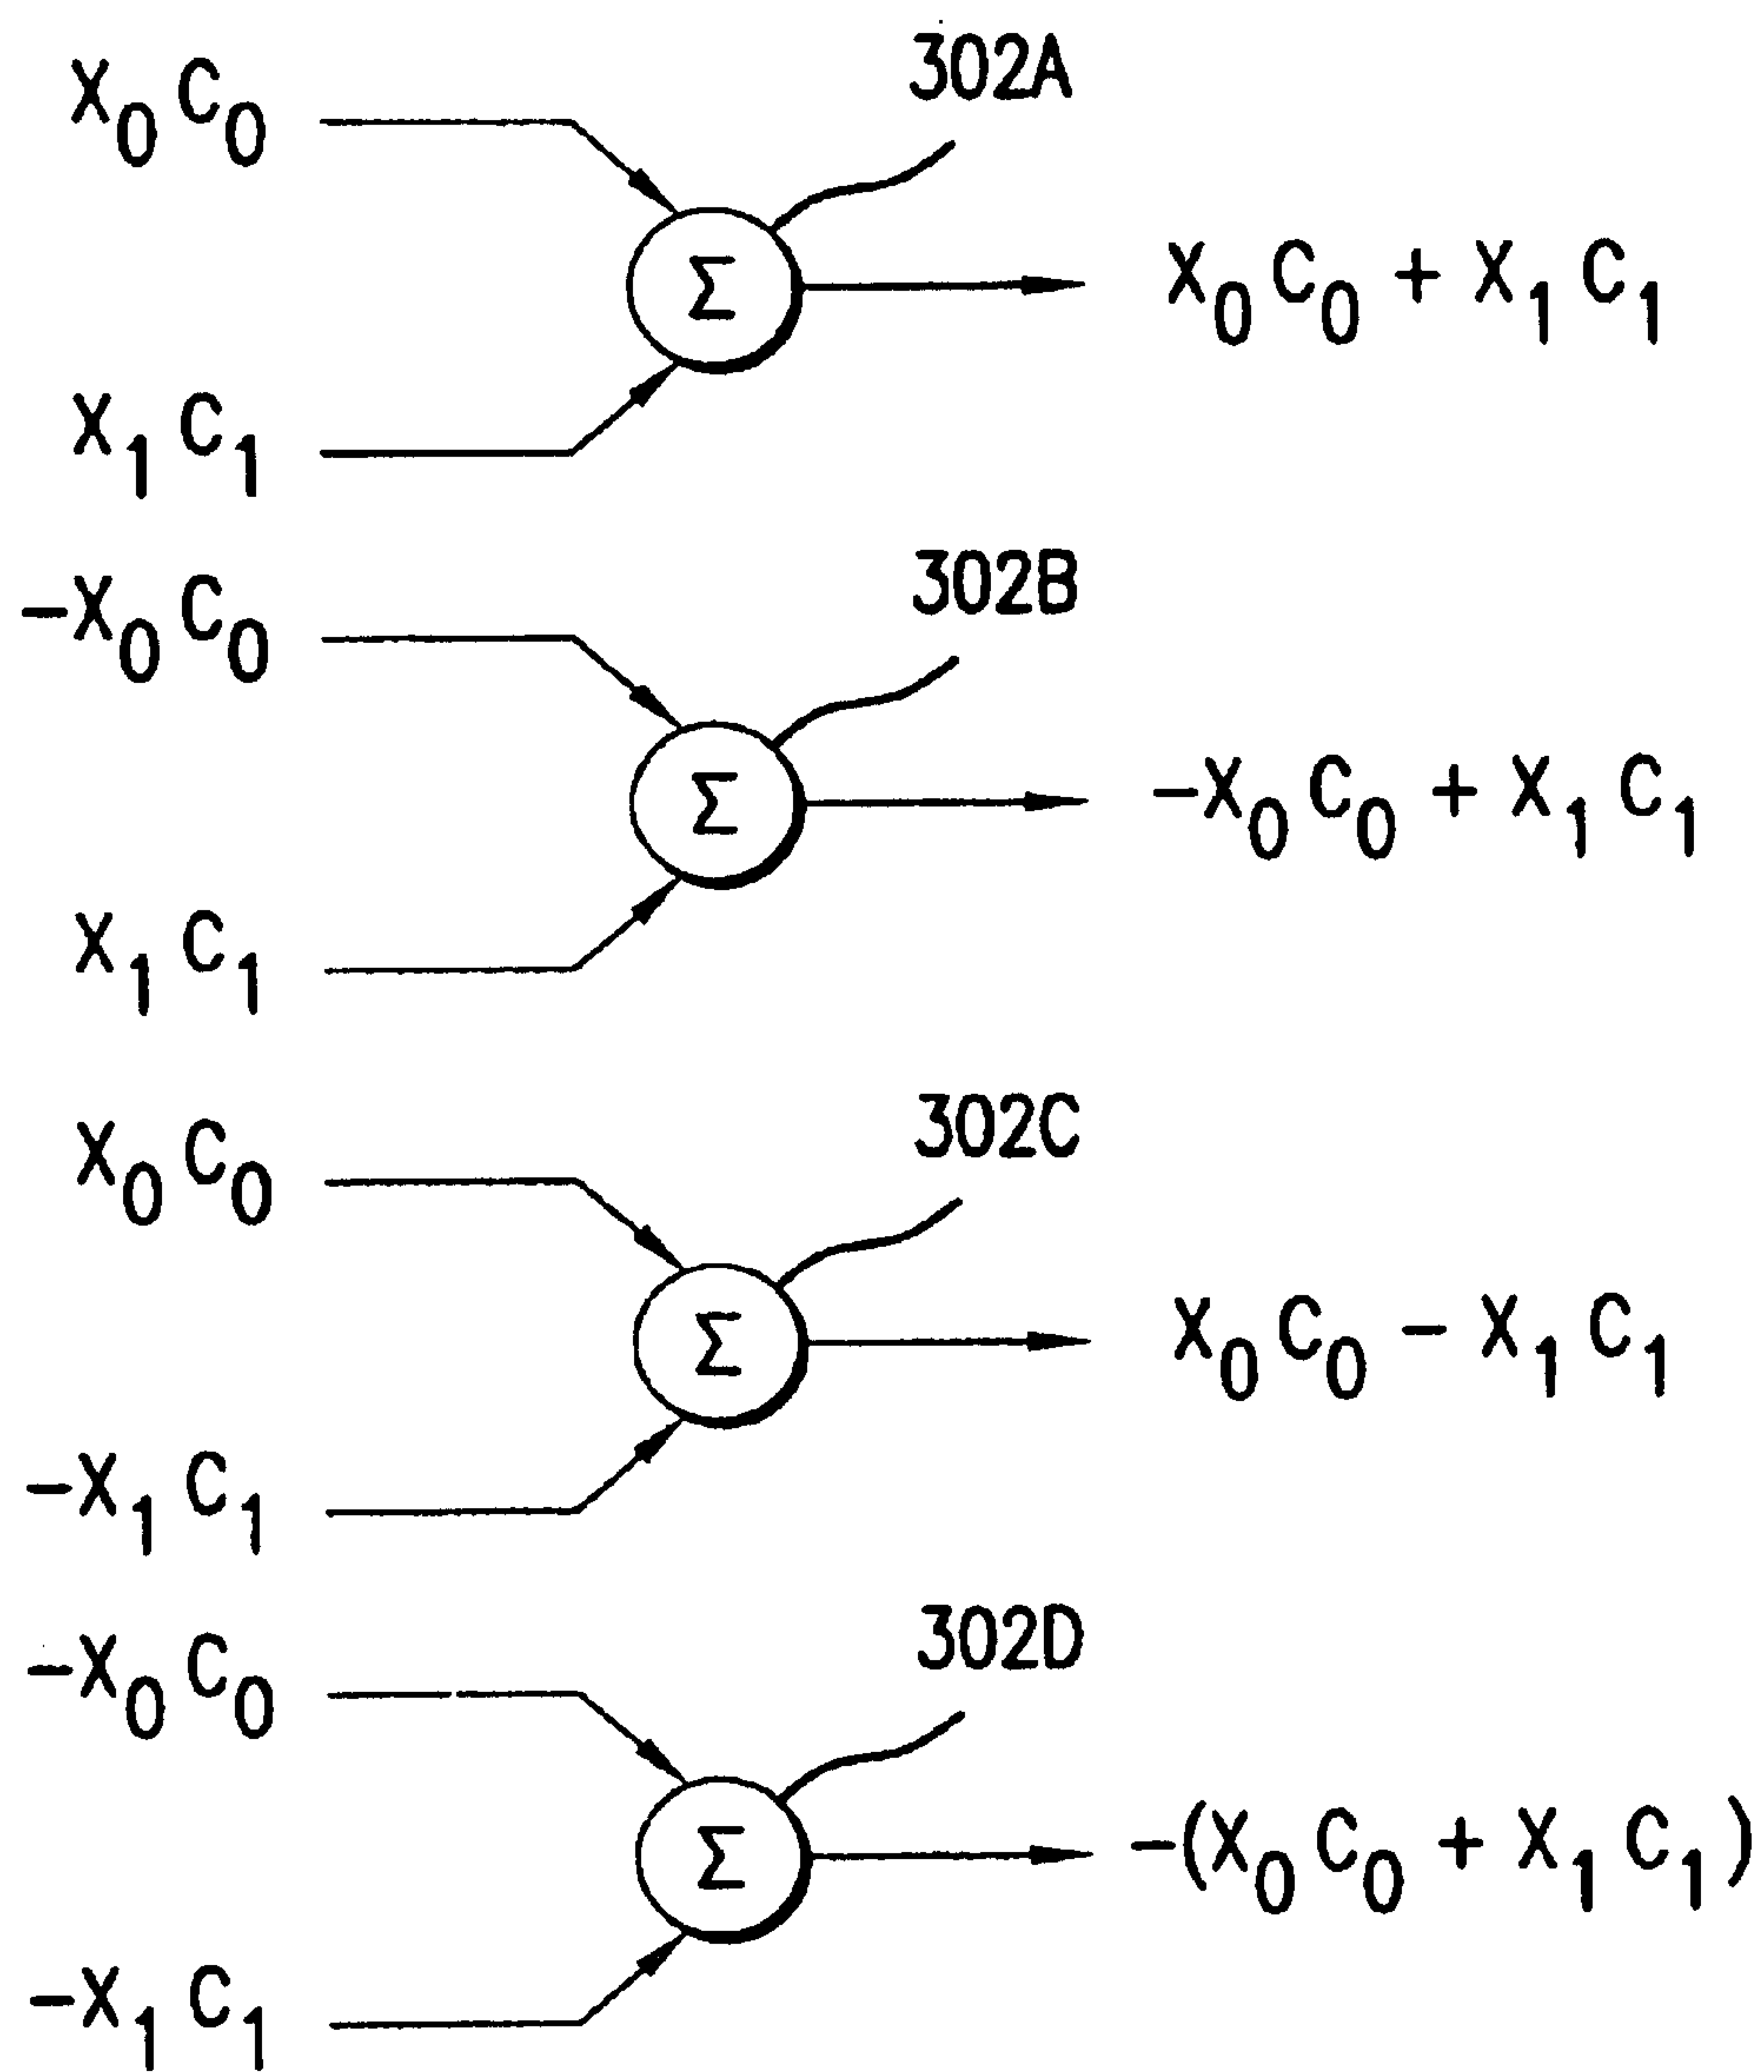 302A
X₀ C₀
Σ
X₀ C₀ + X₁ C₁
X₁ C₁
302B
-X₀ C₀
Σ
-X₀ C₀ + X₁ C₁
X₁ C₁
302C
X₀ C₀
Σ
X₀ C₀ - X₁ C₁
-X₁ C₁
302D
-X₀ C₀
Σ
-(X₀ C₀ + X₁ C₁)
-X₁ C₁